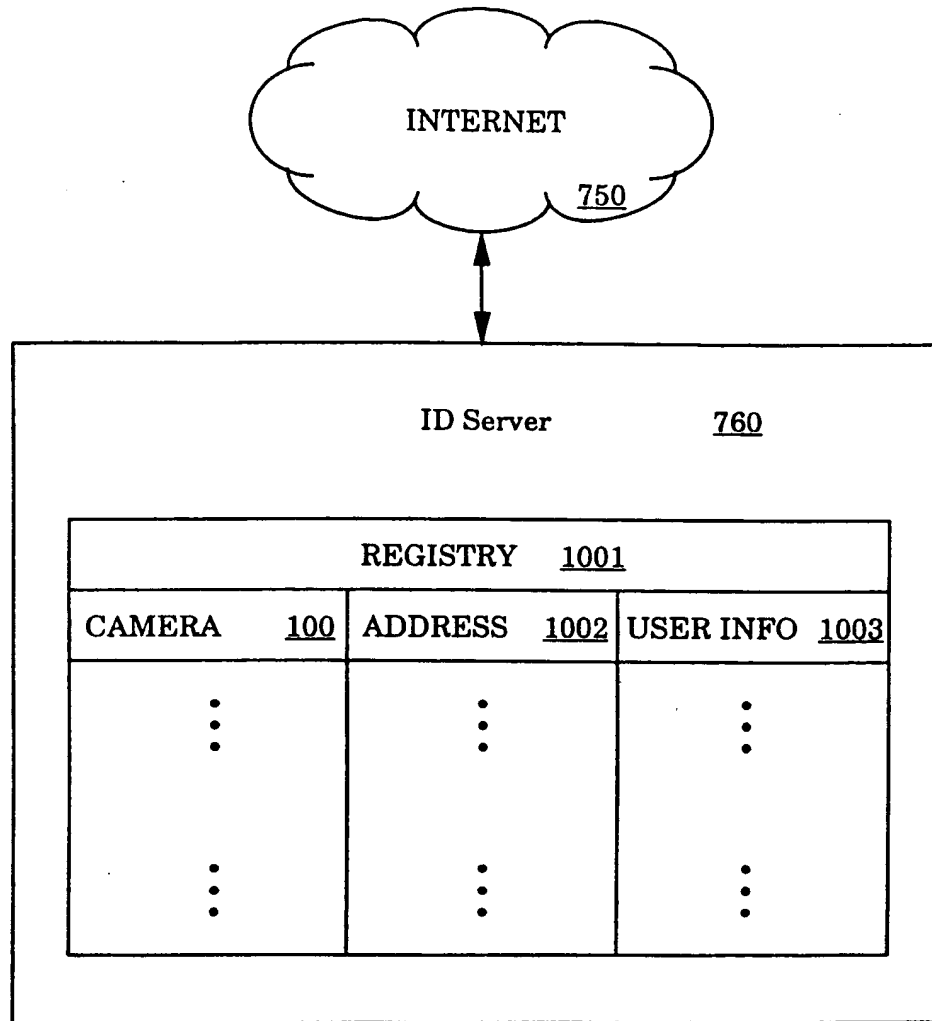 INTERNET
750
ID Server 760
REGISTRY 1001
CAMERA 100 ADDRESS 1002 USER INFO 1003